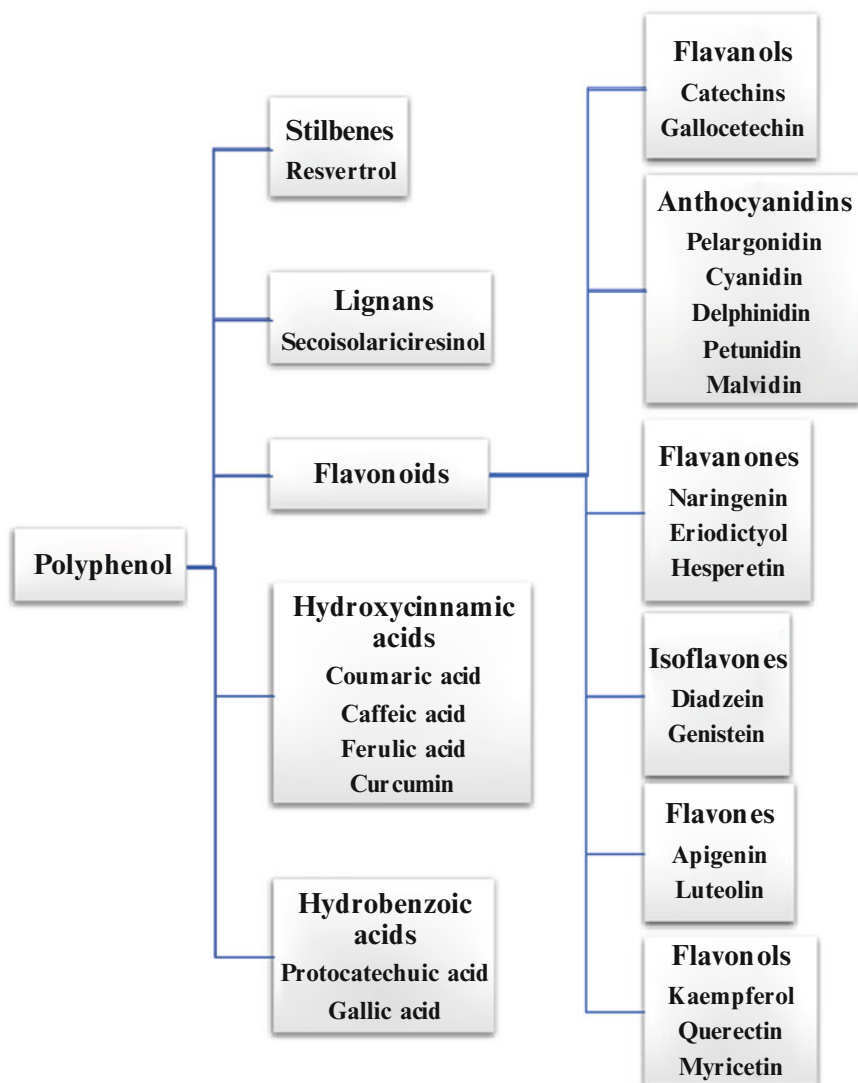 Polyphenol
Stilbenes
Resvertrol
Lignans
Secoisolariciresinol
Flavonoids
Hydroxycinnamic
acids
Coumaric acid
Caffeic acid
Ferulic acid
Curcumin
Hydrobenzoic
acids
Protocatechuic acid
Gallic acid
Flavanols
Catechins
Gallocetechin
Anthocyanidins
Pelargonidin
Cyanidin
Delphinidin
Petunidin
Malvidin
Flavanones
Naringenin
Eriodictyol
Hesperetin
Isoflavones
Diadzein
Genistein
Flavones
Apigenin
Luteolin
Flavonols
Kaempferol
Querectin
Myricetin